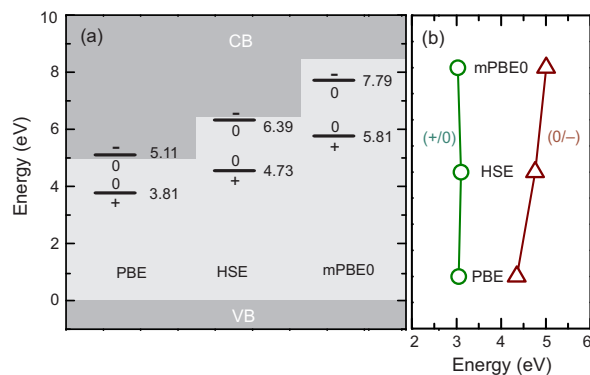 10
8
6
4
2
0
Energy (eV)
(a)
CB
VB
–
0
5.11
0
+
3.81
PBE
–
0
6.39
0
+
4.73
HSE
–
0
7.79
0
+
5.81
mPBE0
(b)
mPBE0
(+/0)
(0/–)
HSE
PBE
2
3
4
5
6
Energy (eV)